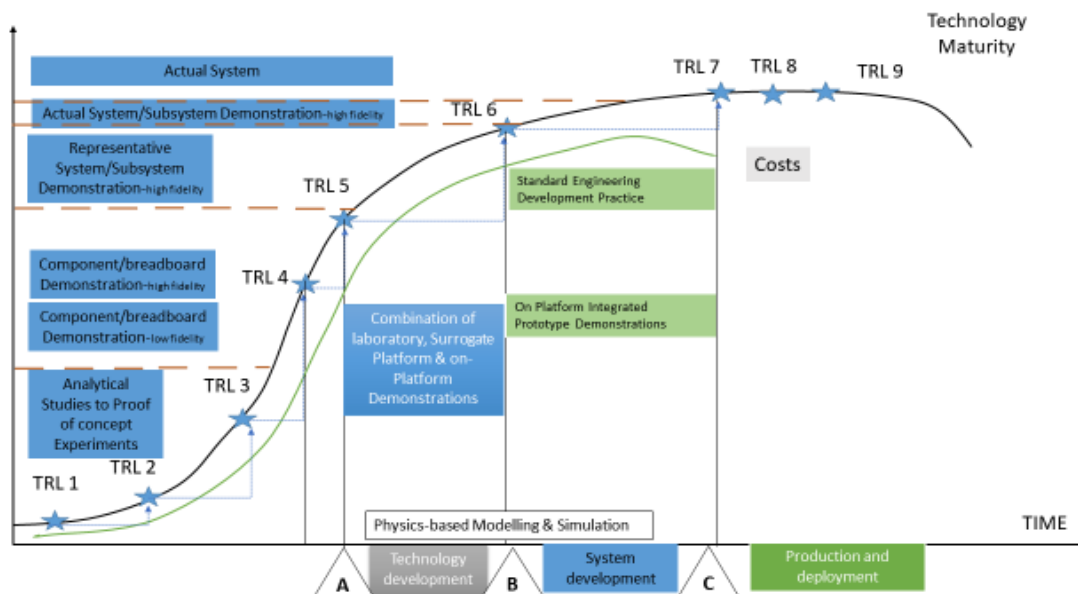 Technology
Maturity
Actual System
TRL 7
TRL 8
TRL 9
Actual System/Subsystem Demonstration-high fidelity
TRL 6
Representative
System/Subsystem
Demonstration-high fidelity
Costs
TRL 5
Standard Engineering
Development Practice
Component/breadboard
Demonstration-high fidelity
TRL 4
Component/breadboard
Demonstration-low fidelity
Combination of
laboratory, Surrogate
Platform & on-
Platform
Demonstrations
On Platform Integrated
Prototype Demonstrations
Analytical
Studies to Proof
of concept
Experiments
TRL 3
TRL 2
TRL 1
Physics-based Modelling & Simulation
TIME
A
Technology
development
B
System
development
C
Production and
deployment